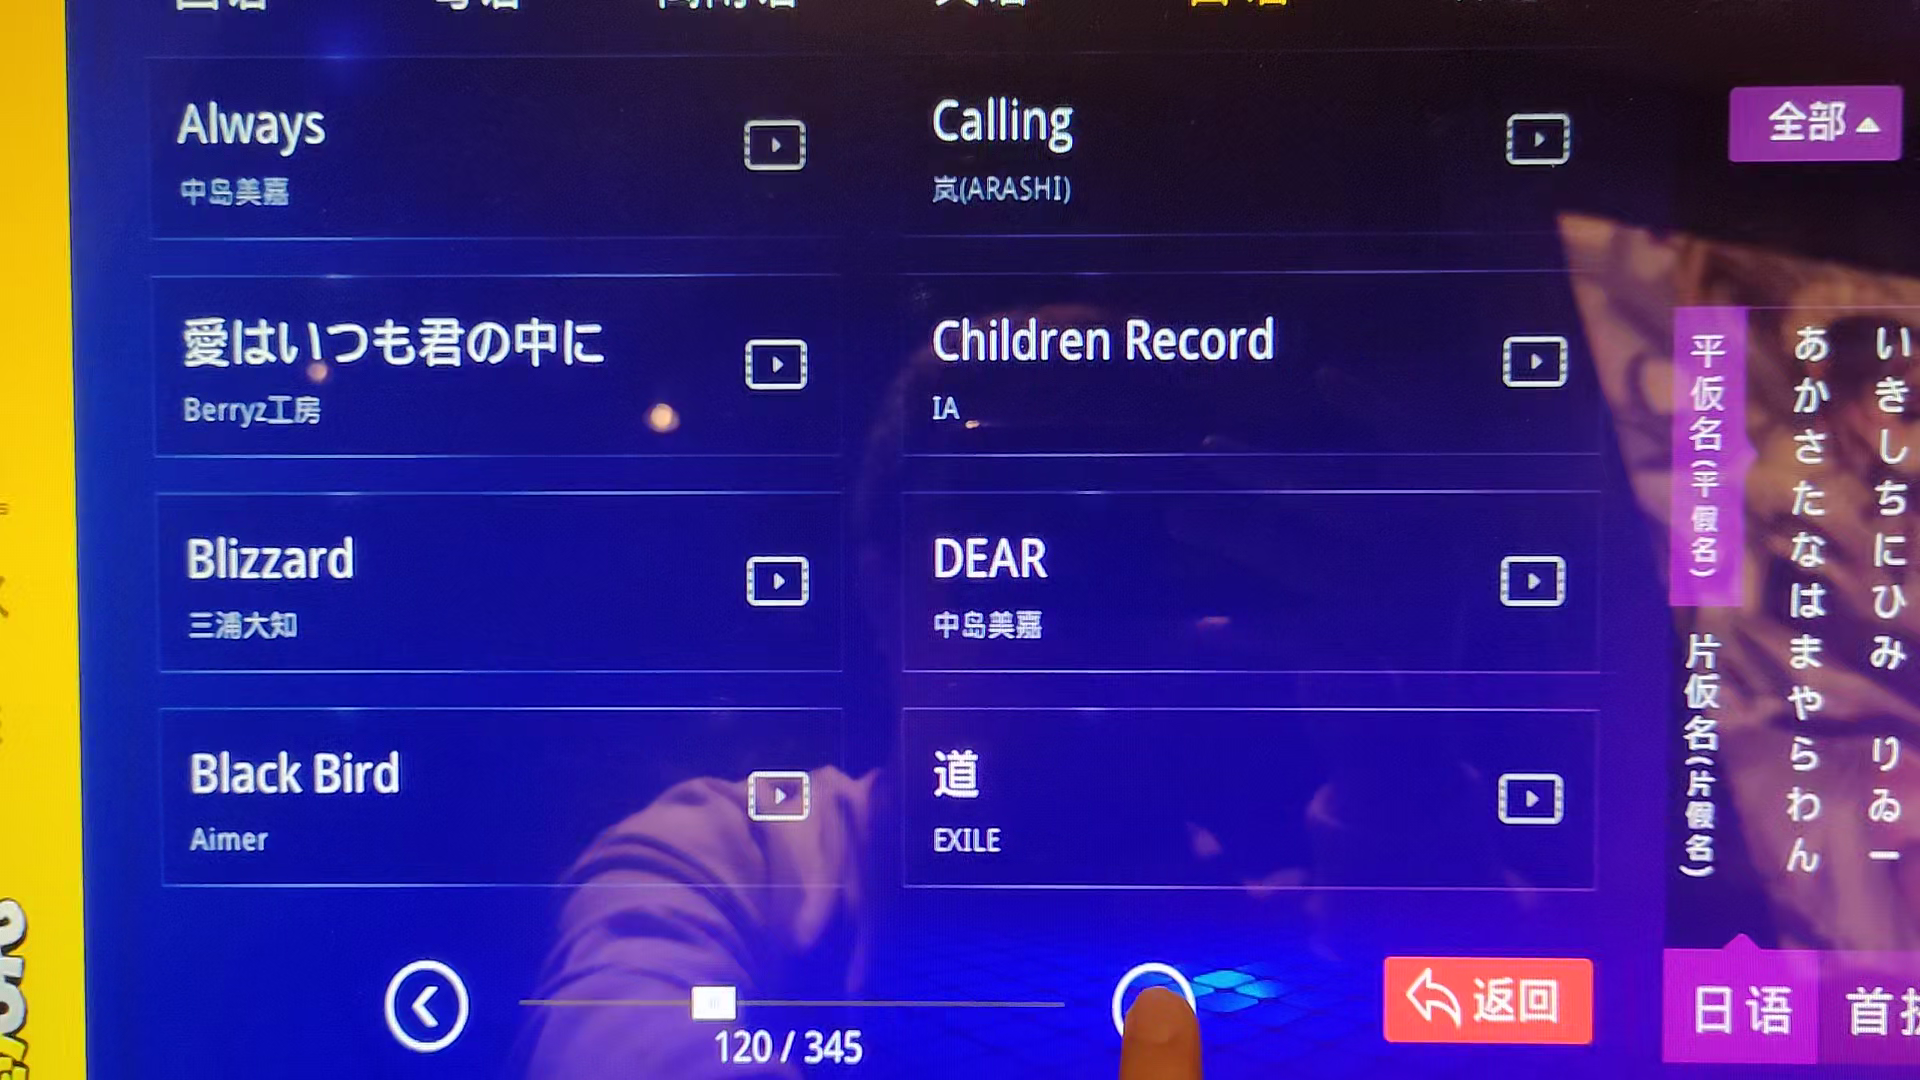 Always
中岛美嘉
Calling
岚(ARASHI)
全部
愛はいつも君の中に
Berryz工房
Children Record
IA
Blizzard
三浦大知
DEAR
中岛美嘉
Black Bird
Aimer
道
EXILE
平仮名(平假名)
片仮名(片假名)
あかさたなはまやらわん
いきしちにひみ りゐー
120 / 345
返回
日语